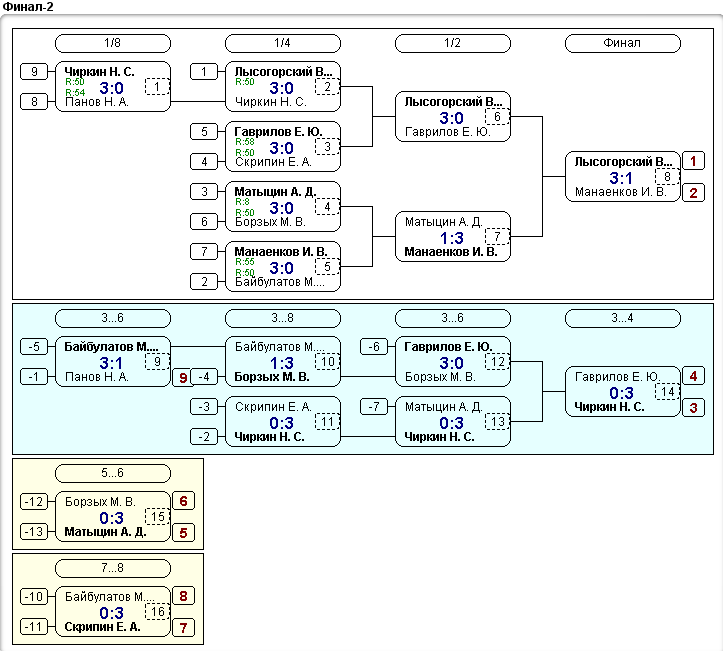 Финал-2
1/8
1/4
1/2
Финал
9
Чиркин Н. С.
R:50
R:54
3:0
1
8
Панов Н. А.
1
Лысогорский В...
R:50
3:0
2
Чиркин Н. С.
5
Гаврилов Е. Ю.
R:58
R:50
3:0
3
4
Скрипин Е. А.
3
Матыцин А. Д.
R:8
R:50
3:0
4
6
Борзых М. В.
7
Манаенков И. В.
R:55
R:50
3:0
5
2
Байбулатов М....
Лысогорский В...
3:0
6
Гаврилов Е. Ю.
Матыцин А. Д.
1:3
7
Манаенков И. В.
Лысогорский В...
1
3:1
8
Манаенков И. В.
2
3...6
3...8
3...6
3...4
-5
Байбулатов М....
3:1
9
-1
Панов Н. А.
9
Байбулатов М....
1:3
10
-4
Борзых М. В.
-3
Скрипин Е. А.
0:3
11
-2
Чиркин Н. С.
-6
Гаврилов Е. Ю.
3:0
12
Борзых М. В.
-7
Матыцин А. Д.
0:3
13
Чиркин Н. С.
Гаврилов Е. Ю.
4
0:3
14
Чиркин Н. С.
3
5...6
-12
Борзых М. В.
6
0:3
15
-13
Матыцин А. Д.
5
7...8
-10
Байбулатов М....
8
0:3
16
-11
Скрипин Е. А.
7